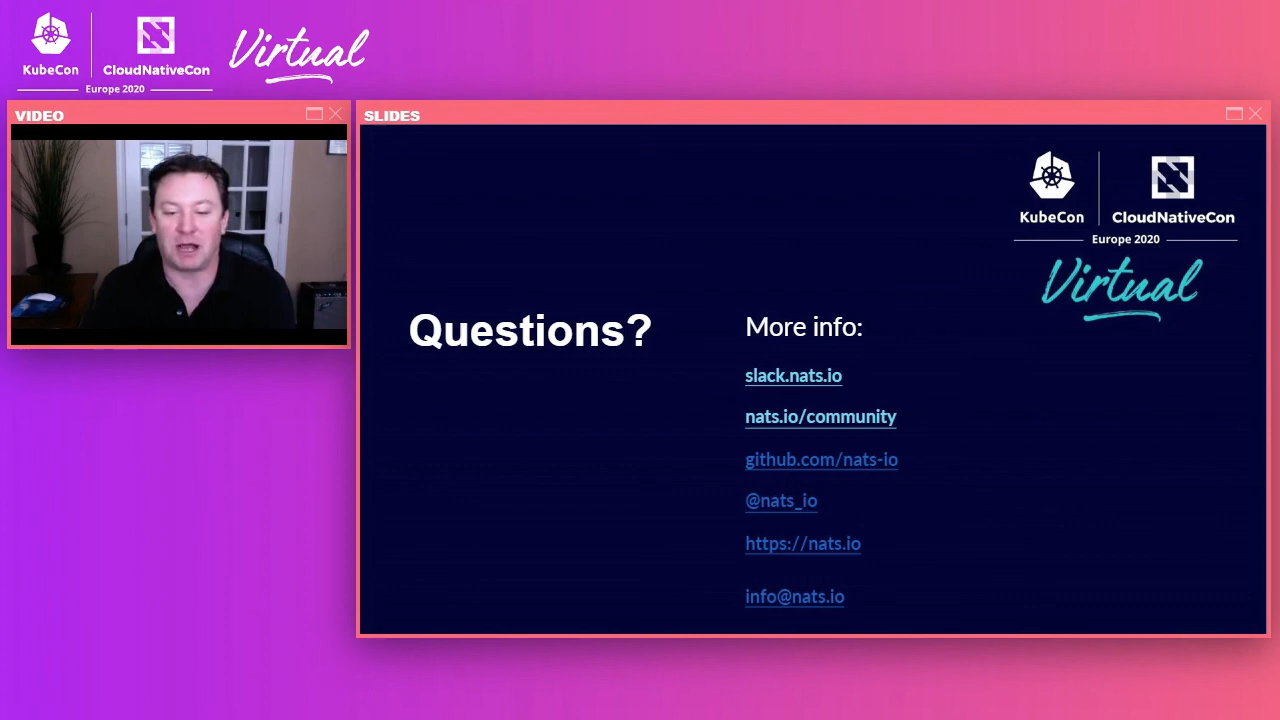 KubeCon
CloudNativeCon
Europe 2020
Virtual
VIDEO
SLIDES
KubeCon
CloudNativeCon
Europe 2020
Virtual
Questions?
More info:
slack.nats.io
nats.io/community
github.com/nats-io
@nats_io
https://nats.io
info@nats.io